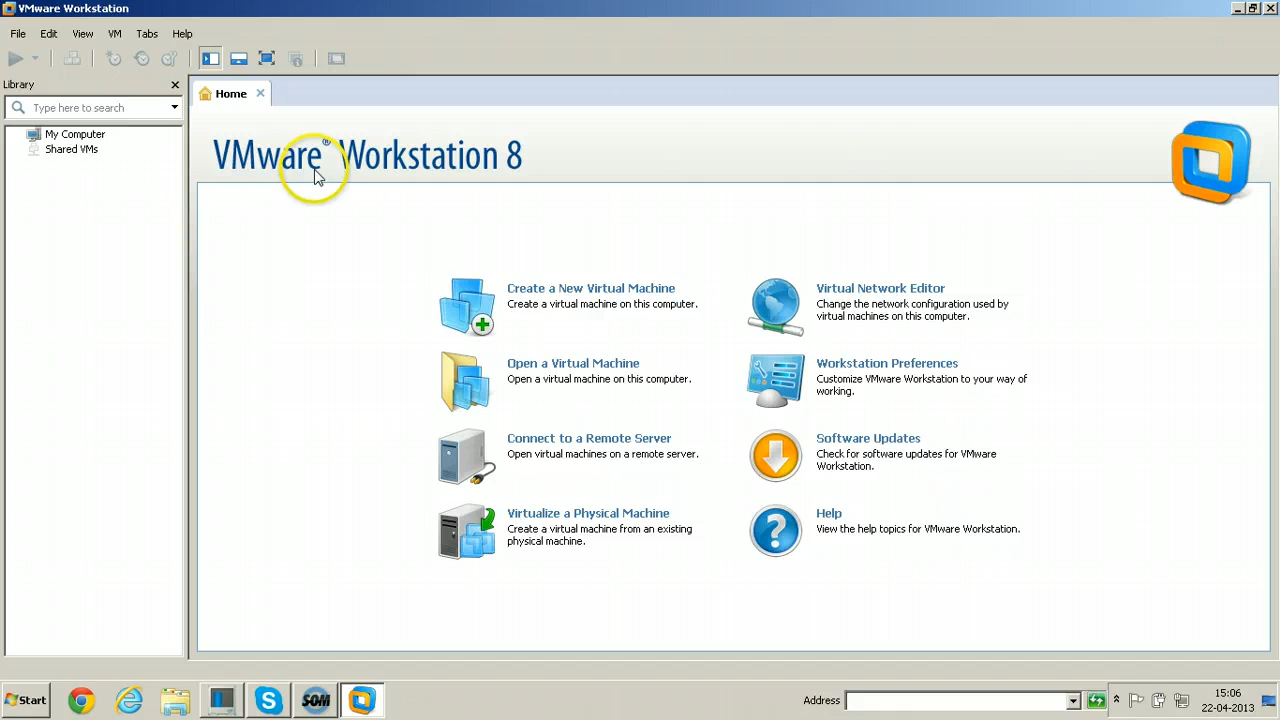 VMware Workstation
File Edit View VM Tabs Help
Library
Type here to search
My Computer
Shared VMs
Home
VMware® Workstation 8
Create a New Virtual Machine
Create a virtual machine on this computer.
Open a Virtual Machine
Open a virtual machine on this computer.
Connect to a Remote Server
Open virtual machines on a remote server.
Virtualize a Physical Machine
Create a virtual machine from an existing
physical machine.
Virtual Network Editor
Change the network configuration used by
virtual machines on this computer.
Workstation Preferences
Customize VMware Workstation to your way of
working.
Software Updates
Check for software updates for VMware
Workstation.
Help
View the help topics for VMware Workstation.
Start
SOM
Address
15:06
22-04-2013